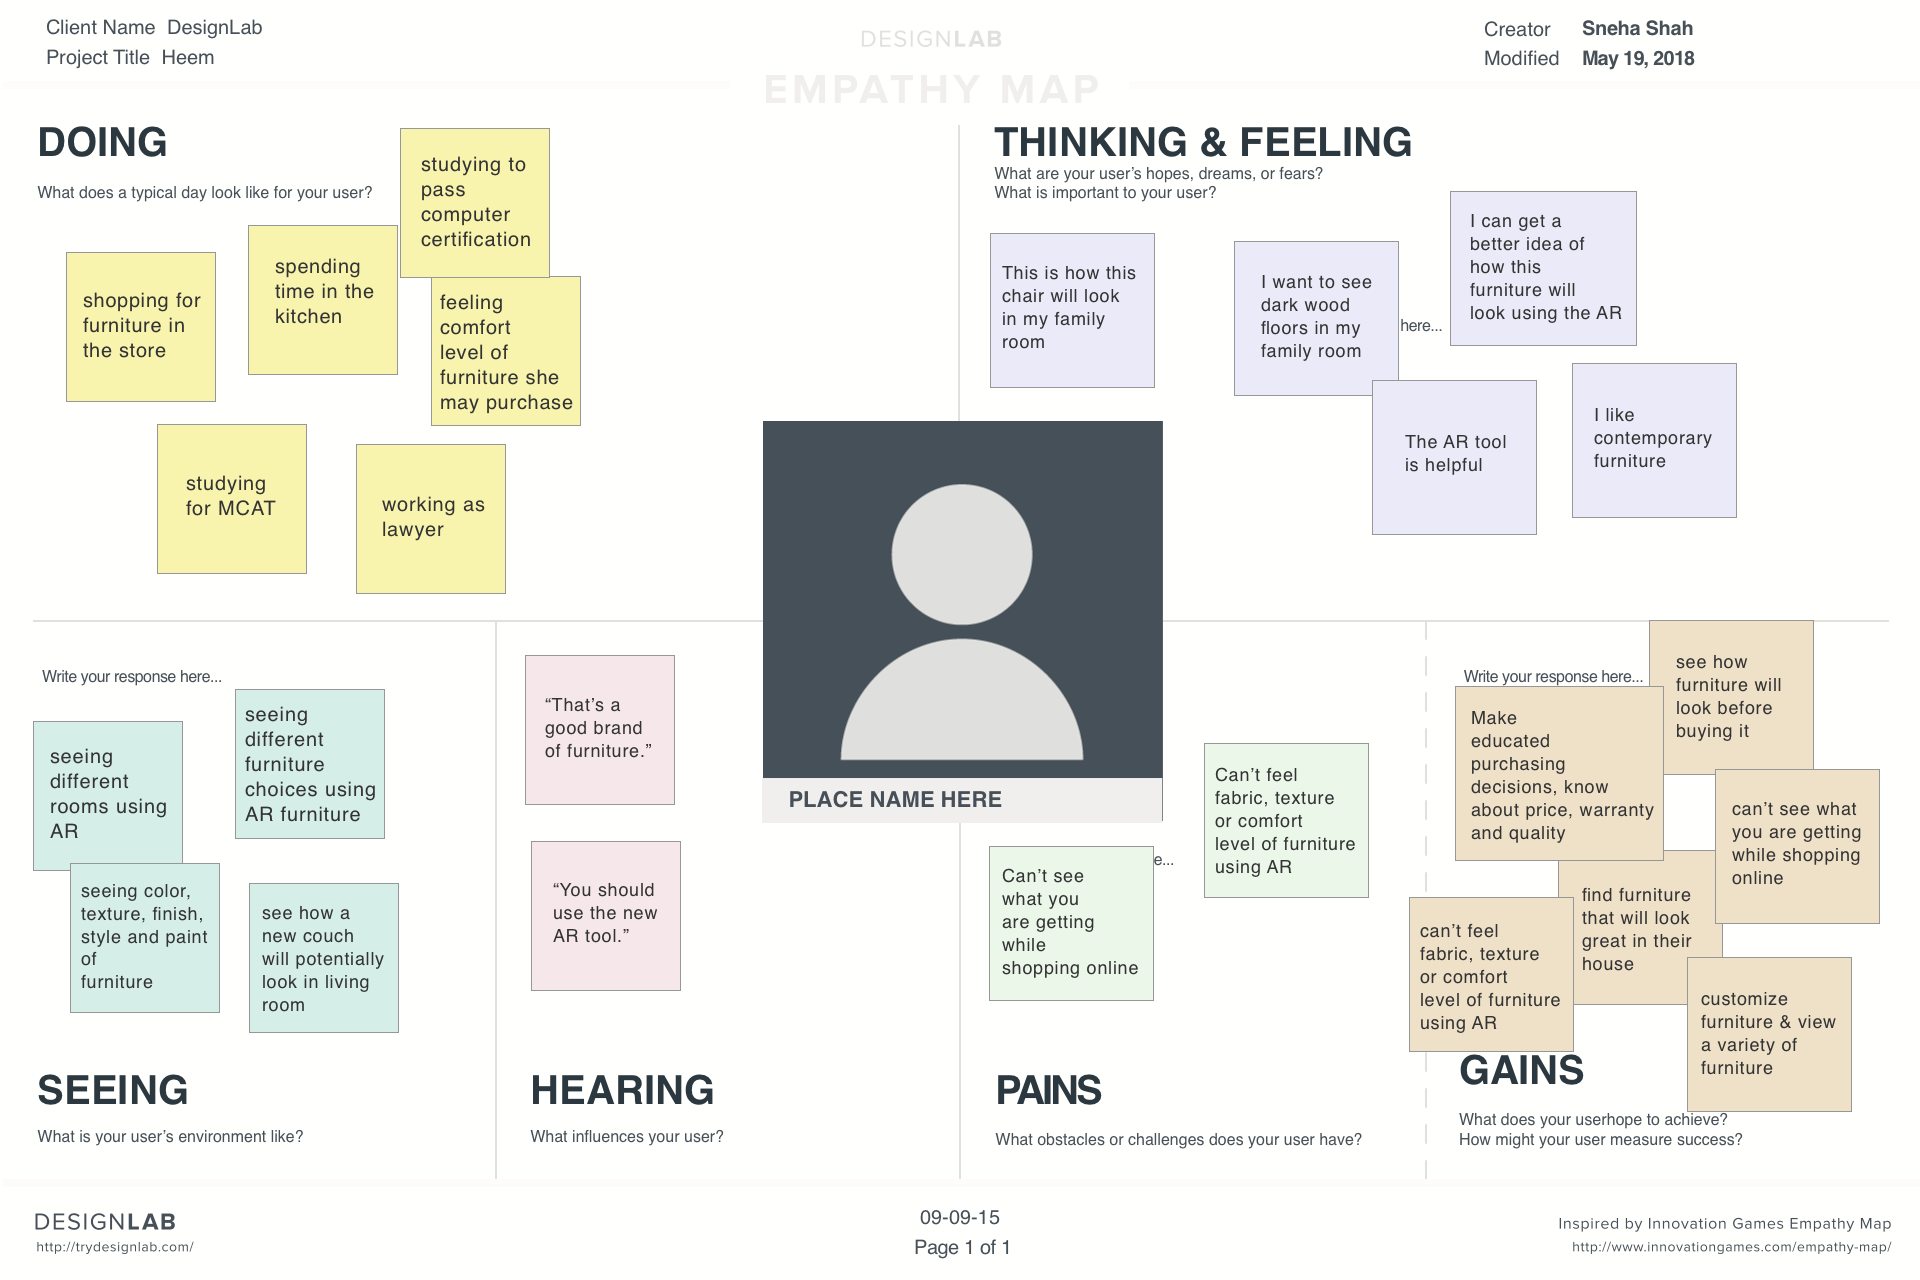 Client Name DesignLab
Project Title Heem
DESIGNLAB
EMPATHY MAP
Creator Sneha Shah
Modified May 19, 2018
DOING
What does a typical day look like for your user?
shopping for
furniture in
the store
spending
time in the
kitchen
studying to
pass
computer
certification
feeling
comfort
level of
furniture she
may purchase
studying
for MCAT
working as
lawyer
THINKING & FEELING
What are your user's hopes, dreams, or fears?
What is important to your user?
This is how this
chair will look
in my family
room
I want to see
dark wood
floors in my
family room
here...
I can get a
better idea of
how this
furniture will
look using the AR
The AR tool
is helpful
I like
contemporary
furniture
PLACE NAME HERE
Write your response here...
seeing
different
rooms using
AR
seeing
different
furniture
choices using
AR furniture
seeing color,
texture, finish,
style and paint
of
furniture
see how a
new couch
will potentially
look in living
room
SEEING
What is your user's environment like?
“That's a
good brand
of furniture.”
“You should
use the new
AR tool.”
HEARING
What influences your user?
e...
Can't see
what you
are getting
while
shopping online
Can't feel
fabric, texture
or comfort
level of furniture
using AR
PAINS
What obstacles or challenges does your user have?
Write your response here...
see how
furniture will
look before
buying it
Make
educated
purchasing
decisions, know
about price, warranty
and quality
can't see what
you are getting
while shopping
online
find furniture
that will look
great in their
house
can't feel
fabric, texture
or comfort
level of furniture
using AR
customize
furniture & view
a variety of
furniture
GAINS
What does your userhope to achieve?
How might your user measure success?
DESIGNLAB
http://trydesignlab.com/
09-09-15
Page 1 of 1
Inspired by Innovation Games Empathy Map
http://www.innovationgames.com/empathy-map/